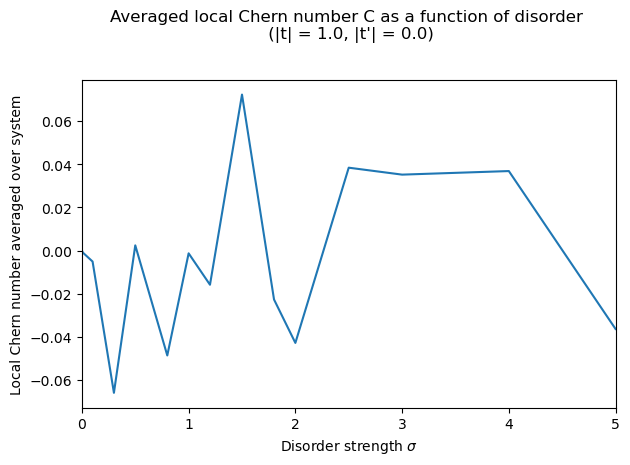 Averaged local Chern number C as a function of disorder
(|t| = 1.0, |t'| = 0.0)
Local Chern number averaged over system
0.06
0.04
0.02
0.00
−0.02
−0.04
−0.06
0 1 2 3 4 5
Disorder strength σ